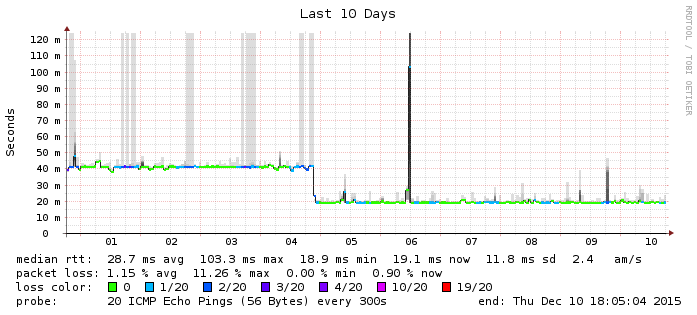 Last 10 Days
RRDTOOL / TOBI OETIKER
Seconds
120 m
110 m
100 m
90 m
80 m
70 m
60 m
50 m
40 m
30 m
20 m
10 m
0
01 02 03 04 05 06 07 08 09 10
median rtt: 28.7 ms avg 103.3 ms max 18.9 ms min 19.1 ms now 11.8 ms sd 2.4 am/s
packet loss: 1.15 % avg 11.26 % max 0.00 % min 0.90 % now
loss color: 0 1/20 2/20 3/20 4/20 10/20 19/20
probe: 20 ICMP Echo Pings (56 Bytes) every 300s end: Thu Dec 10 18:05:04 2015